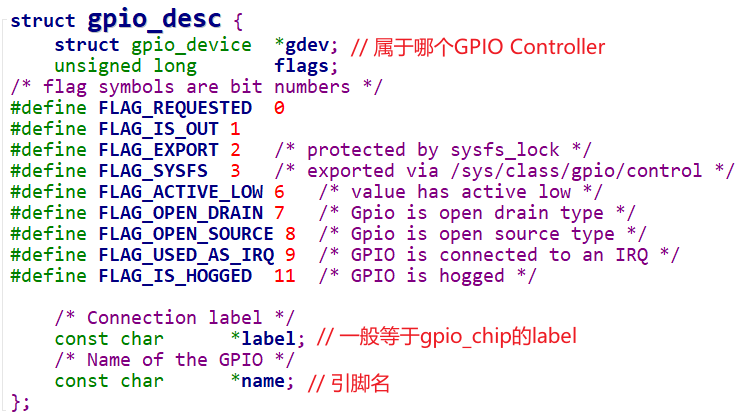 struct gpio_desc {
    struct gpio_device  *gdev; // 属于哪个GPIO Controller
    unsigned long       flags;
/* flag symbols are bit numbers */
#define FLAG_REQUESTED  0
#define FLAG_IS_OUT 1
#define FLAG_EXPORT 2   /* protected by sysfs_lock */
#define FLAG_SYSFS  3   /* exported via /sys/class/gpio/control */
#define FLAG_ACTIVE_LOW 6   /* value has active low */
#define FLAG_OPEN_DRAIN 7   /* Gpio is open drain type */
#define FLAG_OPEN_SOURCE 8  /* Gpio is open source type */
#define FLAG_USED_AS_IRQ 9  /* GPIO is connected to an IRQ */
#define FLAG_IS_HOGGED  11  /* GPIO is hogged */
    /* Connection label */
    const char      *label; // 一般等于gpio_chip的label
    /* Name of the GPIO */
    const char      *name; // 引脚名
};